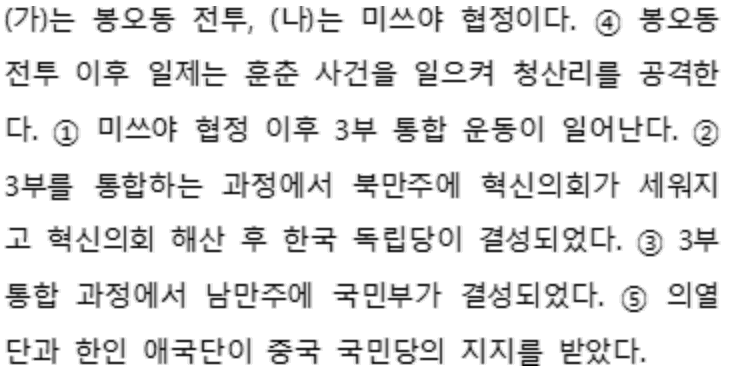 (가)는 봉오동 전투, (나)는 미쓰야 협정이다. ④ 봉오동
전투 이후 일제는 훈춘 사건을 일으켜 청산리를 공격한
다. ① 미쓰야 협정 이후 3부 통합 운동이 일어난다. ②
3부를 통합하는 과정에서 북만주에 혁신의회가 세워지
고 혁신의회 해산 후 한국 독립당이 결성되었다. ③ 3부
통합 과정에서 남만주에 국민부가 결성되었다. ⑤ 의열
단과 한인 애국단이 중국 국민당의 지지를 받았다.